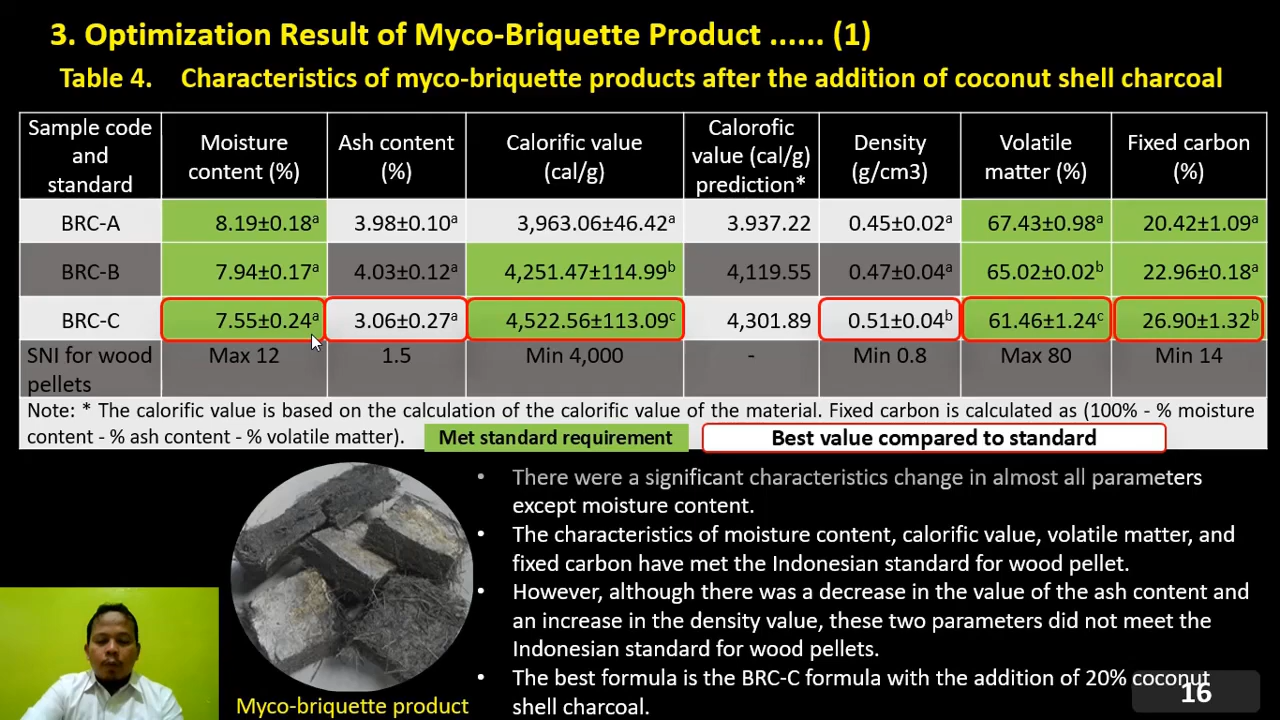 3. Optimization Result of Myco-Briquette Product ...... (1)
Table 4. Characteristics of myco-briquette products after the addition of coconut shell charcoal
Sample code and standard | Moisture content (%) | Ash content (%) | Calorific value (cal/g) | Calorofic value (cal/g) prediction* | Density (g/cm3) | Volatile matter (%) | Fixed carbon (%)
BRC-A | 8.19±0.18ᵃ | 3.98±0.10ᵃ | 3,963.06±46.42ᵃ | 3.937.22 | 0.45±0.02ᵃ | 67.43±0.98ᵃ | 20.42±1.09ᵃ
BRC-B | 7.94±0.17ᵃ | 4.03±0.12ᵃ | 4,251.47±114.99ᵇ | 4,119.55 | 0.47±0.04ᵃ | 65.02±0.02ᵇ | 22.96±0.18ᵃ
BRC-C | 7.55±0.24ᵃ | 3.06±0.27ᵃ | 4,522.56±113.09ᶜ | 4,301.89 | 0.51±0.04ᵇ | 61.46±1.24ᶜ | 26.90±1.32ᵇ
SNI for wood pellets | Max 12 | 1.5 | Min 4,000 | - | Min 0.8 | Max 80 | Min 14
Note: * The calorific value is based on the calculation of the calorific value of the material. Fixed carbon is calculated as (100% - % moisture
content - % ash content - % volatile matter).
Met standard requirement
Best value compared to standard
• There were a significant characteristics change in almost all parameters
except moisture content.
• The characteristics of moisture content, calorific value, volatile matter, and
fixed carbon have met the Indonesian standard for wood pellet.
• However, although there was a decrease in the value of the ash content and
an increase in the density value, these two parameters did not meet the
Indonesian standard for wood pellets.
• The best formula is the BRC-C formula with the addition of 20% coconut
shell charcoal.
Myco-briquette product
16